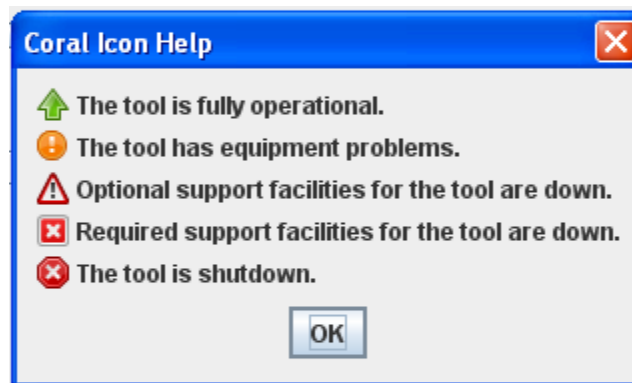 Coral Icon Help
The tool is fully operational.
The tool has equipment problems.
Optional support facilities for the tool are down.
Required support facilities for the tool are down.
The tool is shutdown.
OK